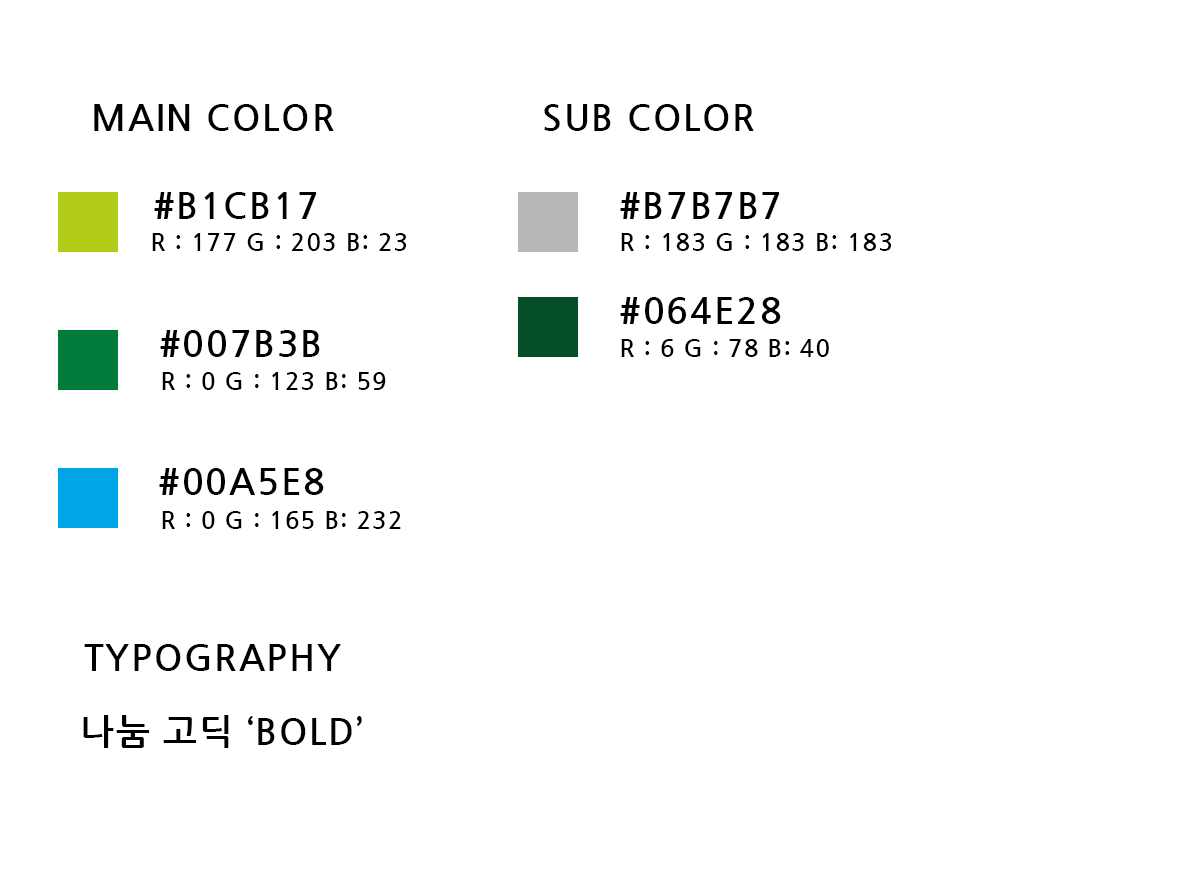 MAIN COLOR
#B1CB17
R : 177 G : 203 B: 23
#007B3B
R : 0 G : 123 B: 59
#00A5E8
R : 0 G : 165 B: 232
SUB COLOR
#B7B7B7
R : 183 G : 183 B: 183
#064E28
R : 6 G : 78 B: 40
TYPOGRAPHY
나눔 고딕 ‘BOLD’